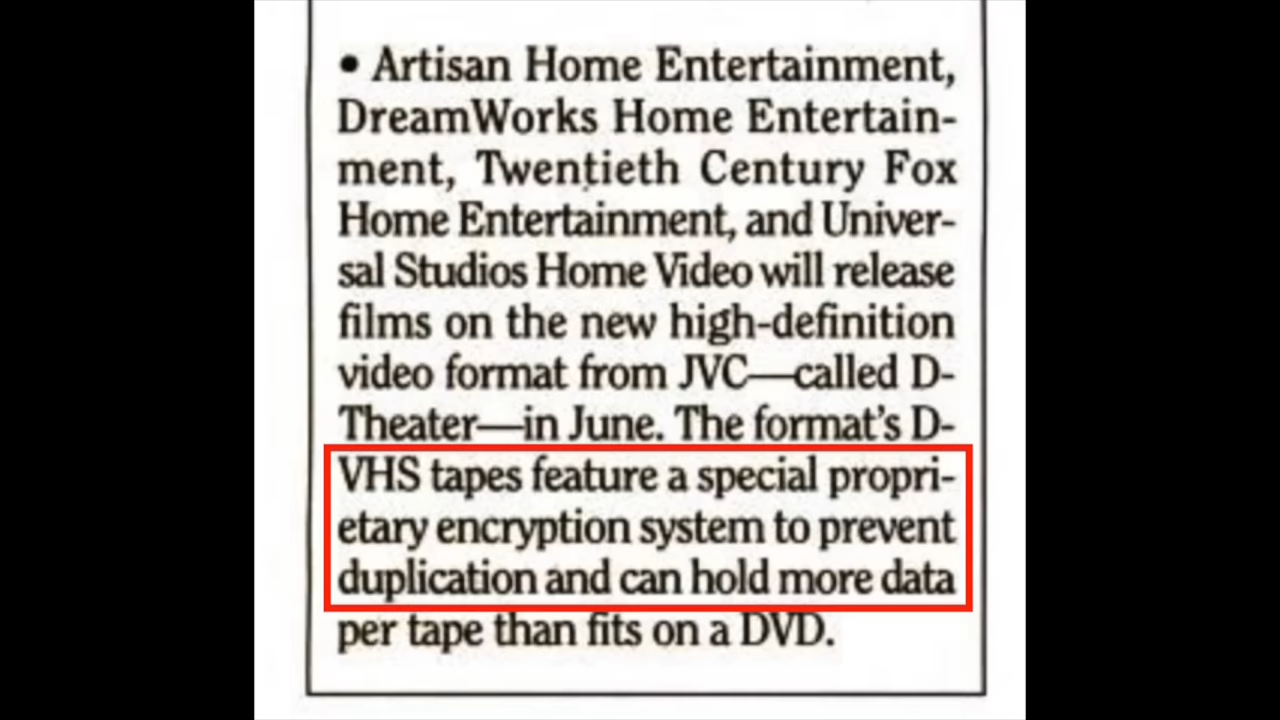 • Artisan Home Entertainment,
DreamWorks Home Entertain-
ment, Twentieth Century Fox
Home Entertainment, and Univer-
sal Studios Home Video will release
films on the new high-definition
video format from JVC—called D-
Theater—in June. The format's D-
VHS tapes feature a special propri-
etary encryption system to prevent
duplication and can hold more data
per tape than fits on a DVD.